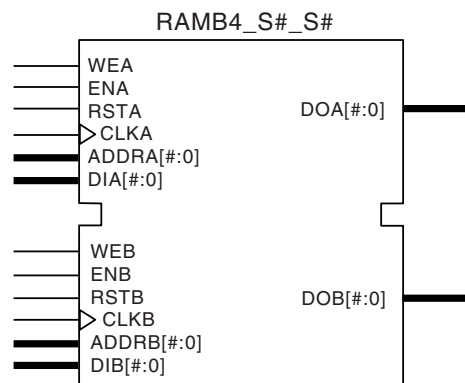 RAMB4_S#_S#
WEA
ENA
RSTA
DOA[#:0]
CLKA
ADDRA[#:0]
DIA[#:0]
WEB
ENB
RSTB
DOB[#:0]
CLKB
ADDRB[#:0]
DIB[#:0]